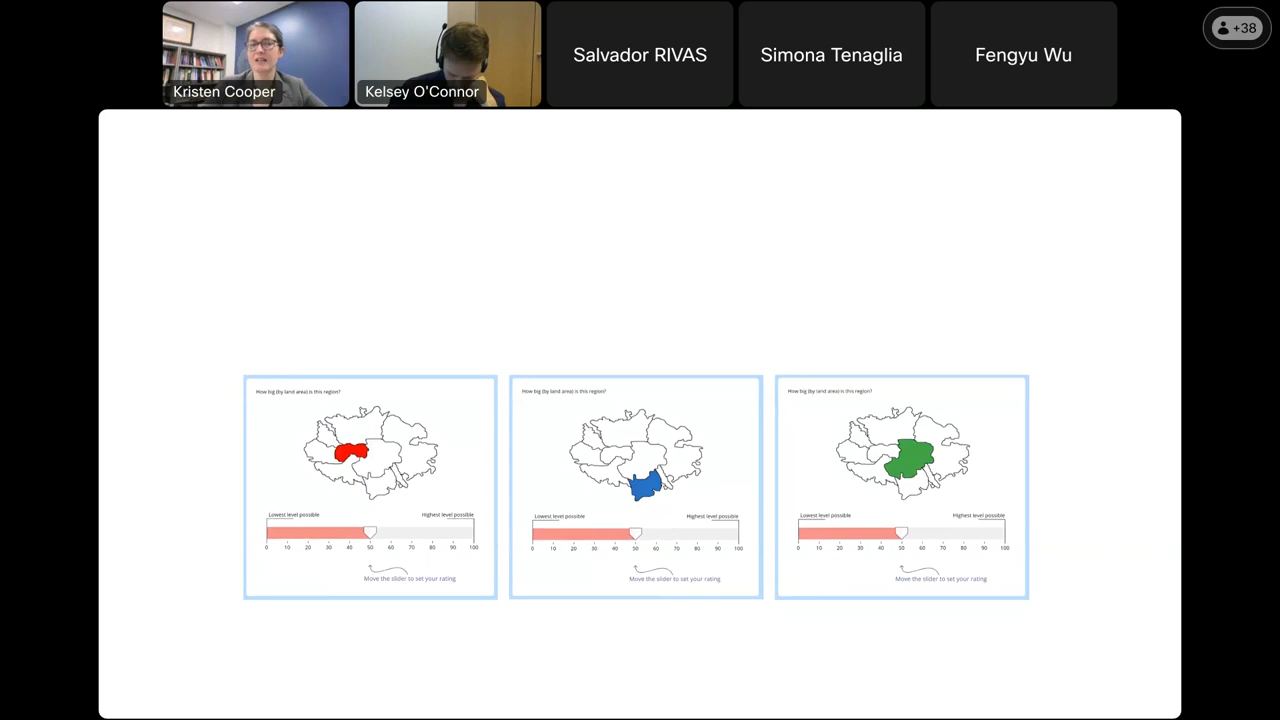 Kristen Cooper
Kelsey O'Connor
Salvador RIVAS
Simona Tenaglia
Fengyu Wu
+38
How big (by land area) is this region?
Lowest level possible
Highest level possible
0 10 20 30 40 50 60 70 80 90 100
Move the slider to set your rating
How big (by land area) is this region?
Lowest level possible
Highest level possible
0 10 20 30 40 50 60 70 80 90 100
Move the slider to set your rating
How big (by land area) is this region?
Lowest level possible
Highest level possible
0 10 20 30 40 50 60 70 80 90 100
Move the slider to set your rating